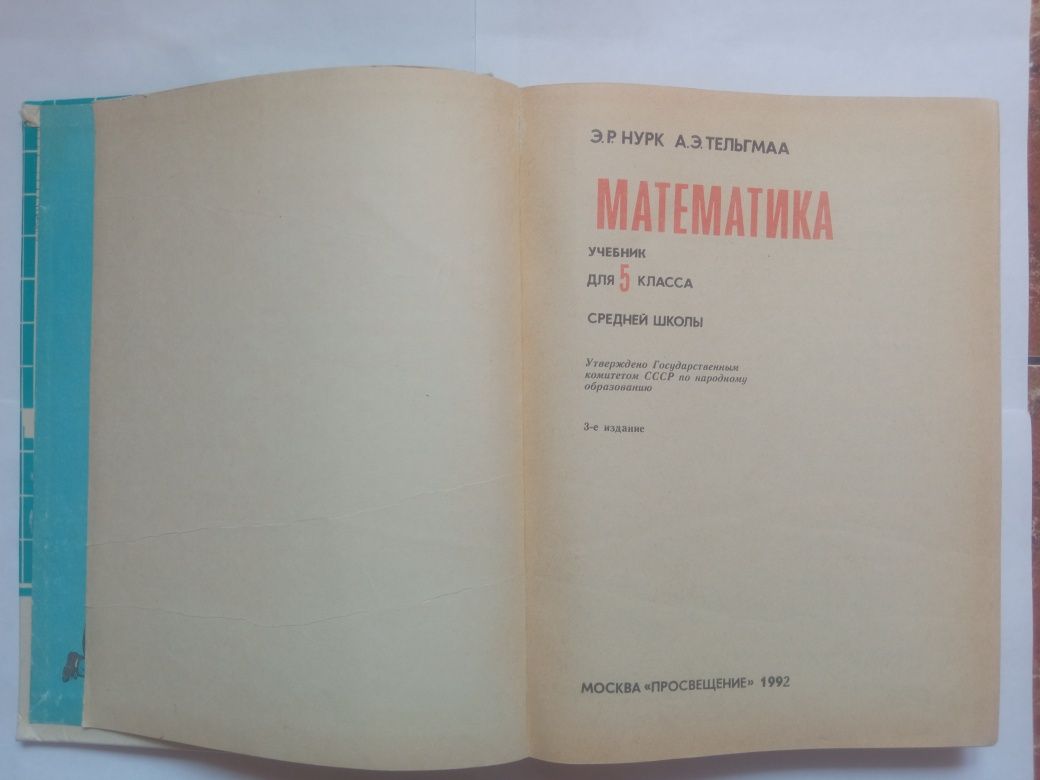 Э.Р. НУРК А.Э. ТЕЛЬГМАА
МАТЕМАТИКА
УЧЕБНИК
ДЛЯ 5 КЛАССА
СРЕДНЕЙ ШКОЛЫ
Утверждено Государственным
комитетом СССР по народному
образованию
3-е издание
МОСКВА «ПРОСВЕЩЕНИЕ» 1992